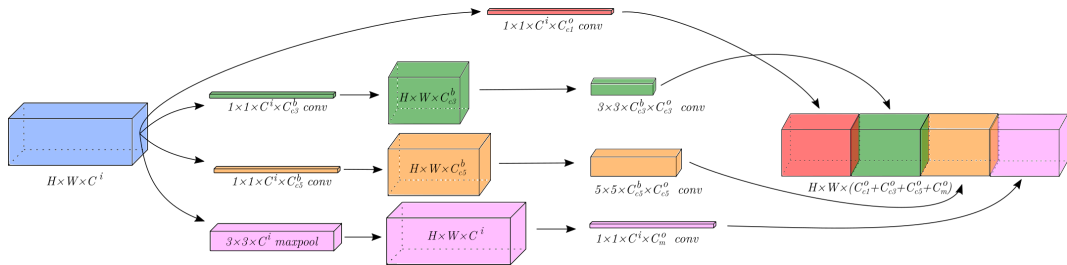 1×1×C^i×C^o_{c1} conv
H×W×C^b_{c3}
1×1×C^i×C^b_{c3} conv
3×3×C^b_{c3}×C^o_{c3} conv
H×W×C^i
H×W×C^b_{c5}
1×1×C^i×C^b_{c5} conv
5×5×C^b_{c5}×C^o_{c5} conv
H×W×(C^o_{c1}+C^o_{c3}+C^o_{c5}+C^o_m)
3×3×C^i maxpool
H×W×C^i
1×1×C^i×C^o_m conv